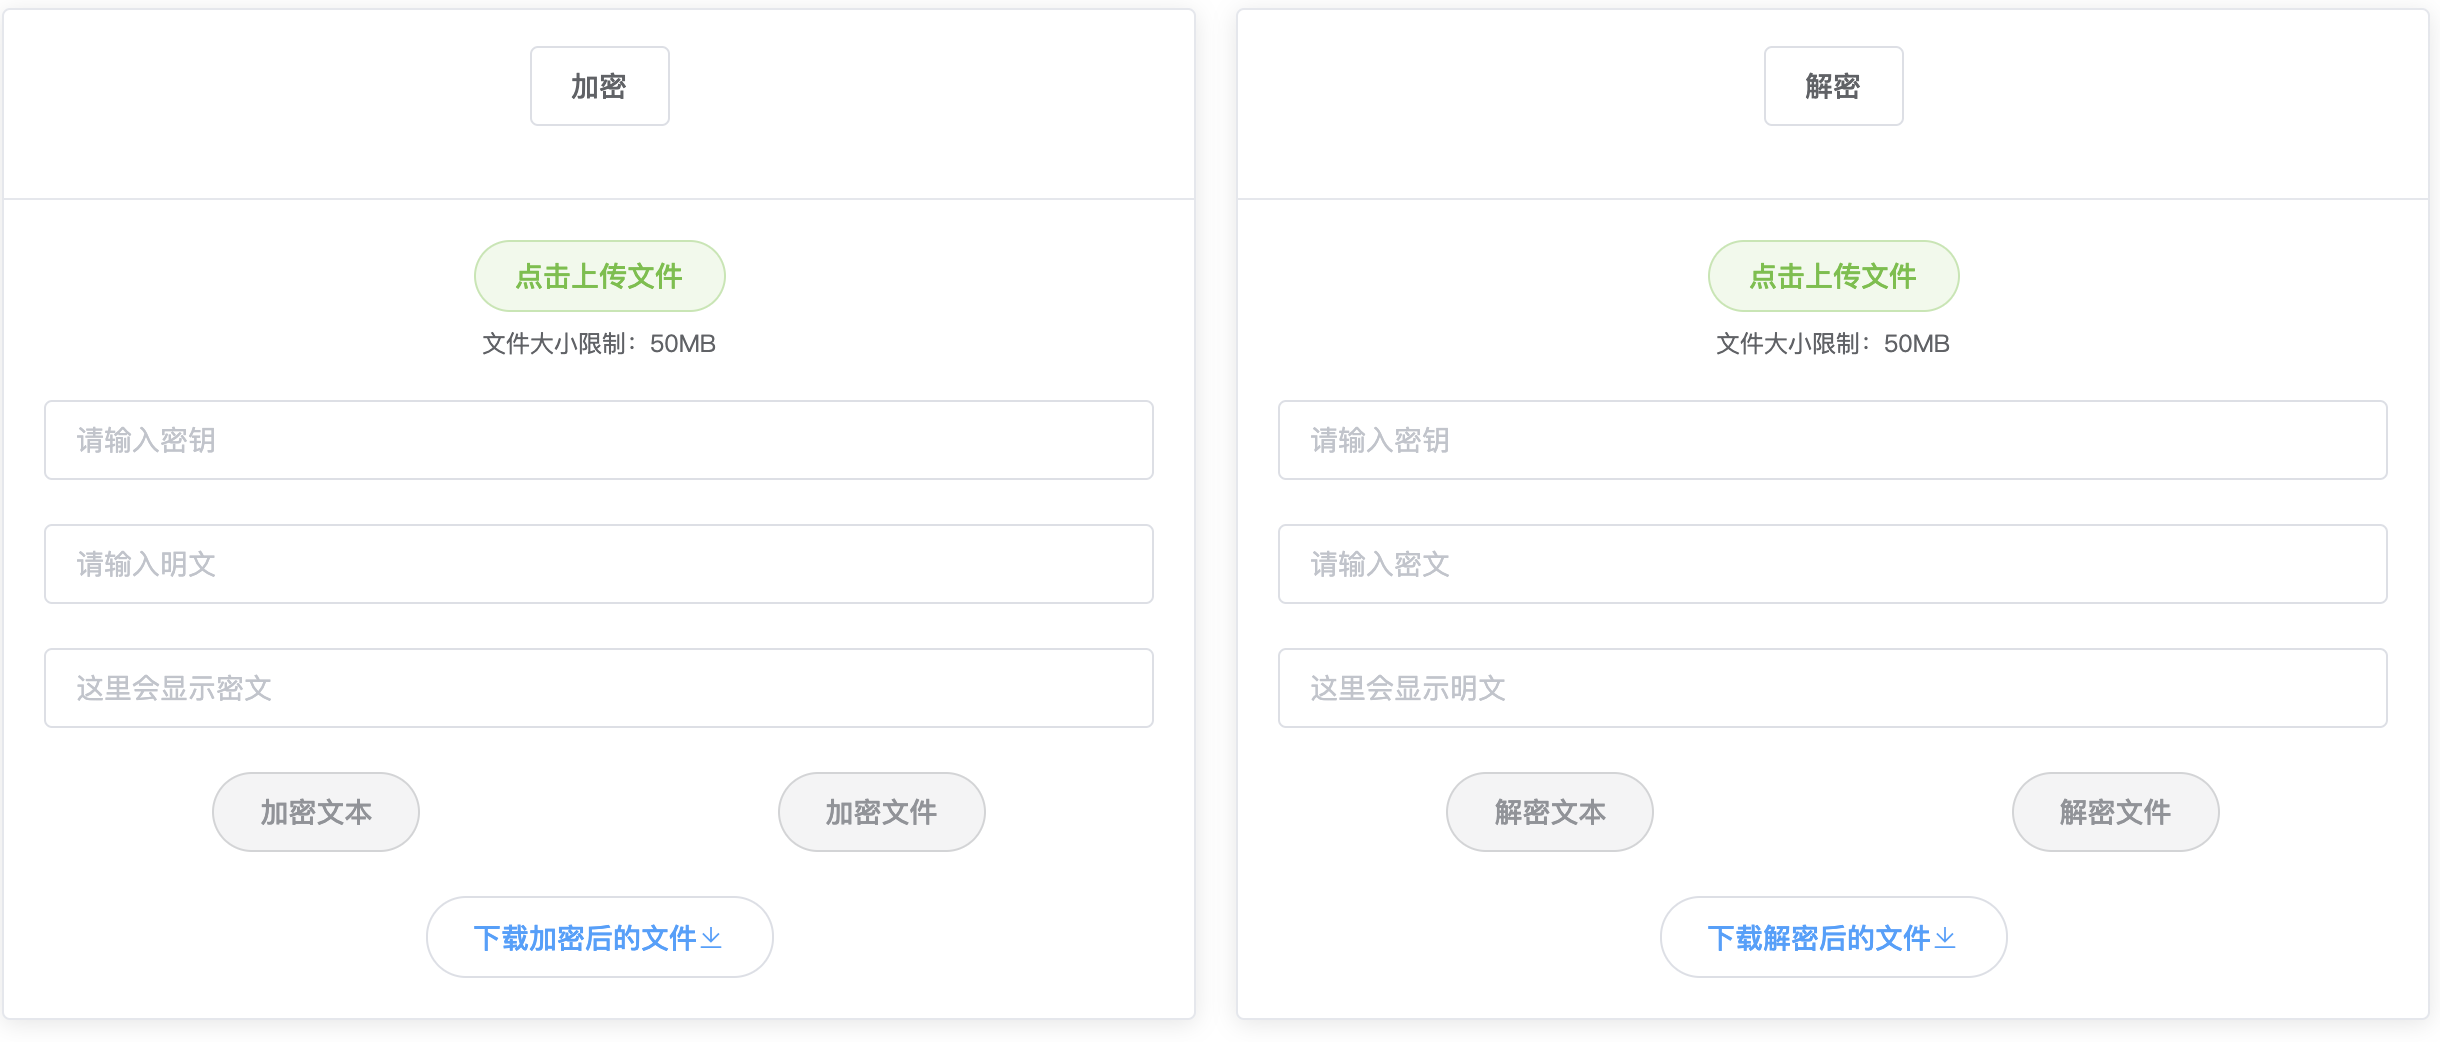 加密
点击上传文件
文件大小限制：50MB
请输入密钥
请输入明文
这里会显示密文
加密文本
加密文件
下载加密后的文件
解密
点击上传文件
文件大小限制：50MB
请输入密钥
请输入密文
这里会显示明文
解密文本
解密文件
下载解密后的文件